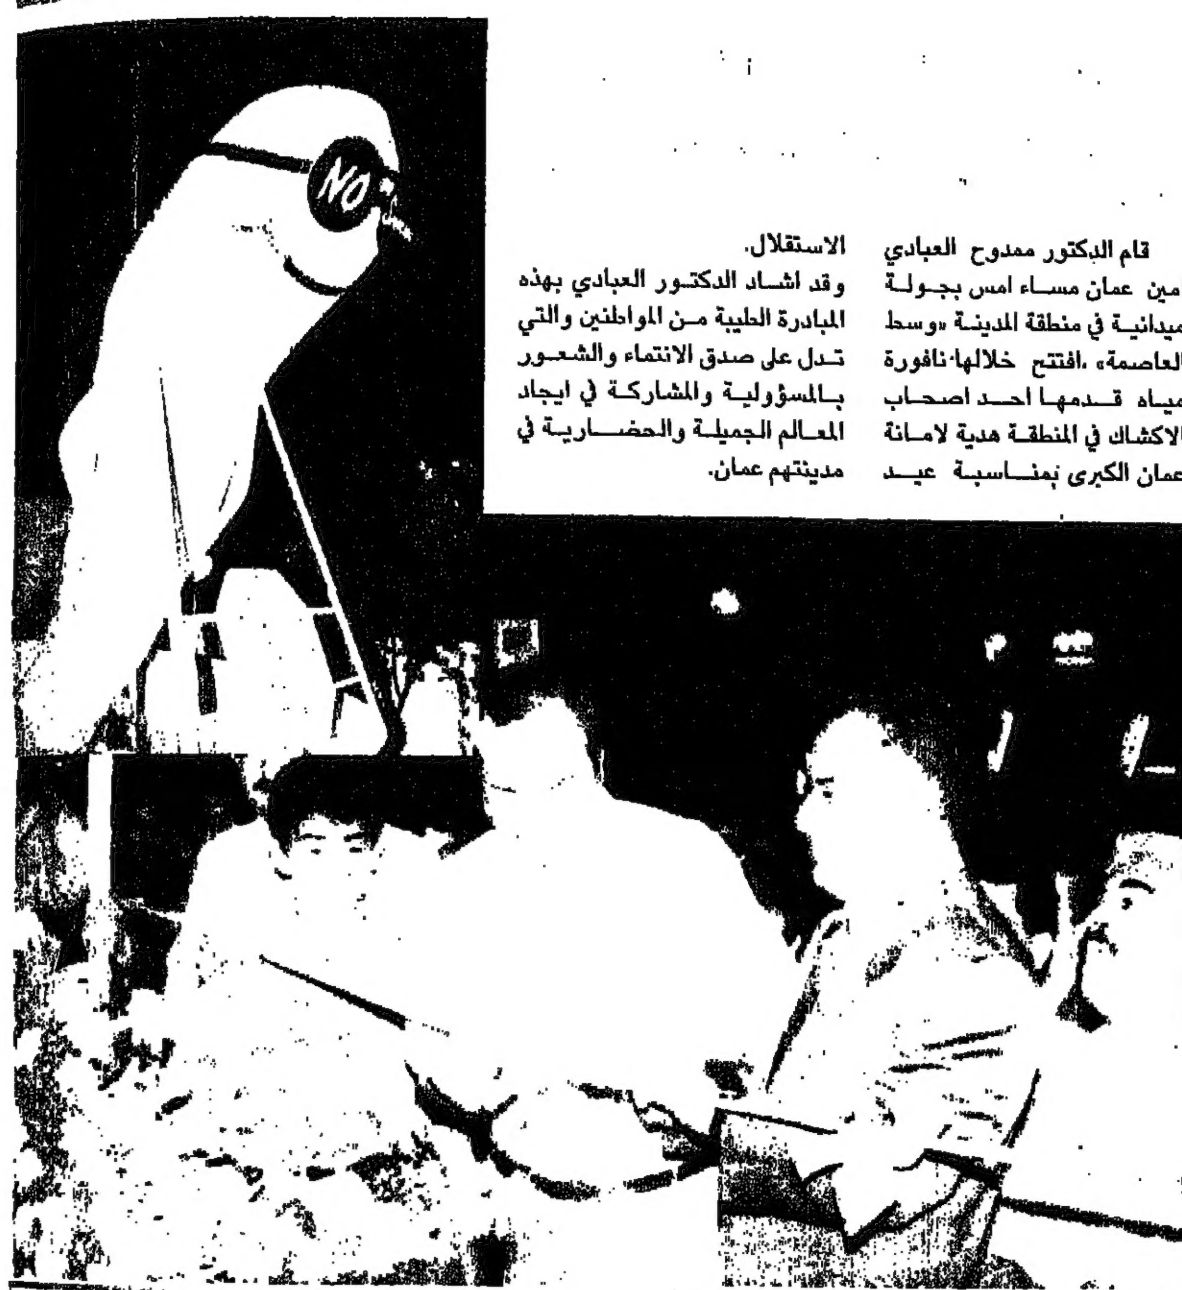 قام الدكتور ممدوح العبادي
امين عمان مساء امس بجولة
ميدانية في منطقة المدينة «وسط
العاصمة» ،افتتح خلالها نافورة
مياه قدمها احد اصحاب
الاكشاك في المنطقة هدية لامانة
عمان الكبرى بمناسبة عيد
الاستقلال.
وقد اشاد الدكتور العبادي بهذه
المبادرة الطيبة من المواطنين والتي
تدل على صدق الانتماء والشعور
بالمسؤولية والمشاركة في ايجاد
المعالم الجميلة والحضارية في
مدينتهم عمان.
NO